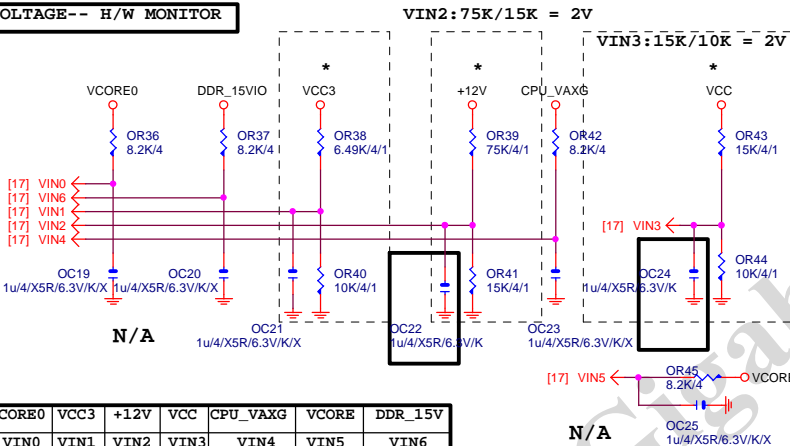 OLTAGE-- H/W MONITOR
VIN2:75K/15K = 2V
VIN3:15K/10K = 2V
* * *
VCORE0 DDR_15VIO VCC3 +12V CPU_VAXG VCC
OR36 8.2K/4
OR37 8.2K/4
OR38 6.49K/4/1
OR39 75K/4/1
OR42 8.2K/4
OR43 15K/4/1
[17] VIN0
[17] VIN6
[17] VIN1
[17] VIN2
[17] VIN4
[17] VIN3
OC19 1u/4/X5R/6.3V/K/X
OC20 1u/4/X5R/6.3V/K/X
OR40 10K/4/1
OR41 15K/4/1
OC24 1u/4/X5R/6.3V/K
OR44 10K/4/1
OC21 1u/4/X5R/6.3V/K/X
OC22 1u/4/X5R/6.3V/K
OC23 1u/4/X5R/6.3V/K/X
N/A
[17] VIN5
OR45 8.2K/4
VCORE
OC25 1u/4/X5R/6.3V/K/X
N/A
CORE0 VCC3 +12V VCC CPU_VAXG VCORE DDR_15V
VIN0 VIN1 VIN2 VIN3 VIN4 VIN5 VIN6
Gigab